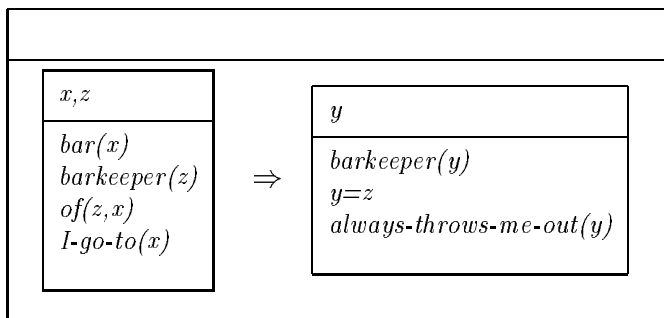 x,z
bar(x)
barkeeper(z)
of(z,x)
I-go-to(x)
⇒
y
barkeeper(y)
y=z
always-throws-me-out(y)